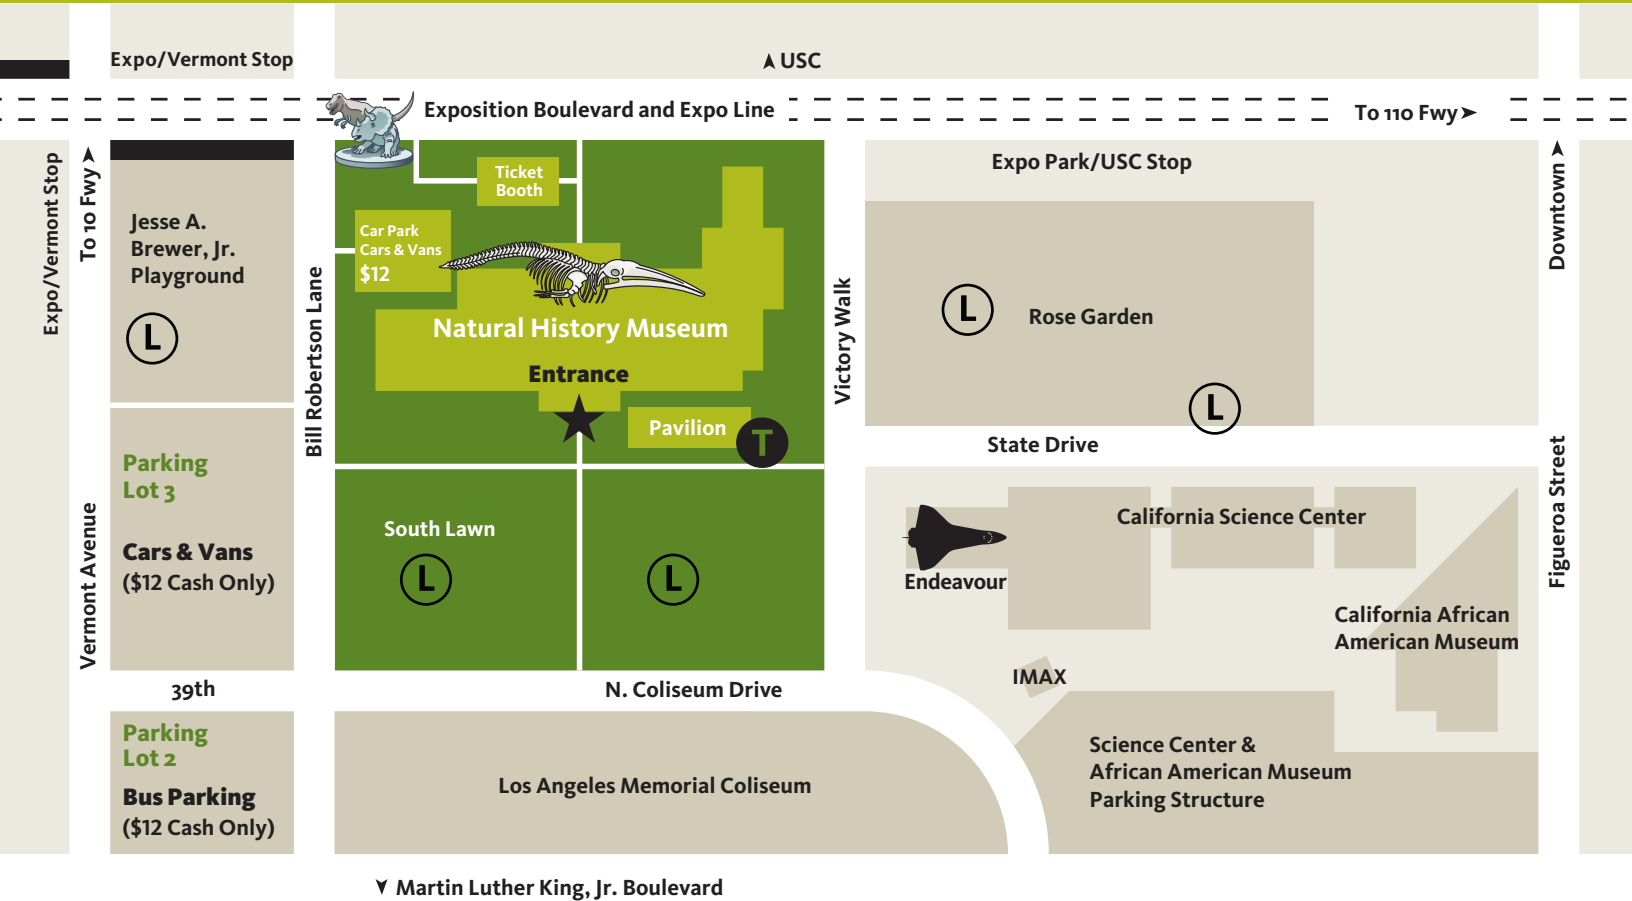 Expo/Vermont Stop
USC
Exposition Boulevard and Expo Line
To 110 Fwy
Expo/Vermont Stop
To 10 Fwy
Jesse A.
Brewer, Jr.
Playground
L
Ticket
Booth
Car Park
Cars & Vans
$12
Natural History Museum
Entrance
Pavilion
T
Bill Robertson Lane
Victory Walk
Expo Park/USC Stop
Downtown
L
Rose Garden
L
State Drive
Parking
Lot 3
Cars & Vans
($12 Cash Only)
Vermont Avenue
South Lawn
L
L
California Science Center
Endeavour
Figueroa Street
California African
American Museum
IMAX
39th
N. Coliseum Drive
Parking
Lot 2
Bus Parking
($12 Cash Only)
Los Angeles Memorial Coliseum
Science Center &
African American Museum
Parking Structure
Martin Luther King, Jr. Boulevard